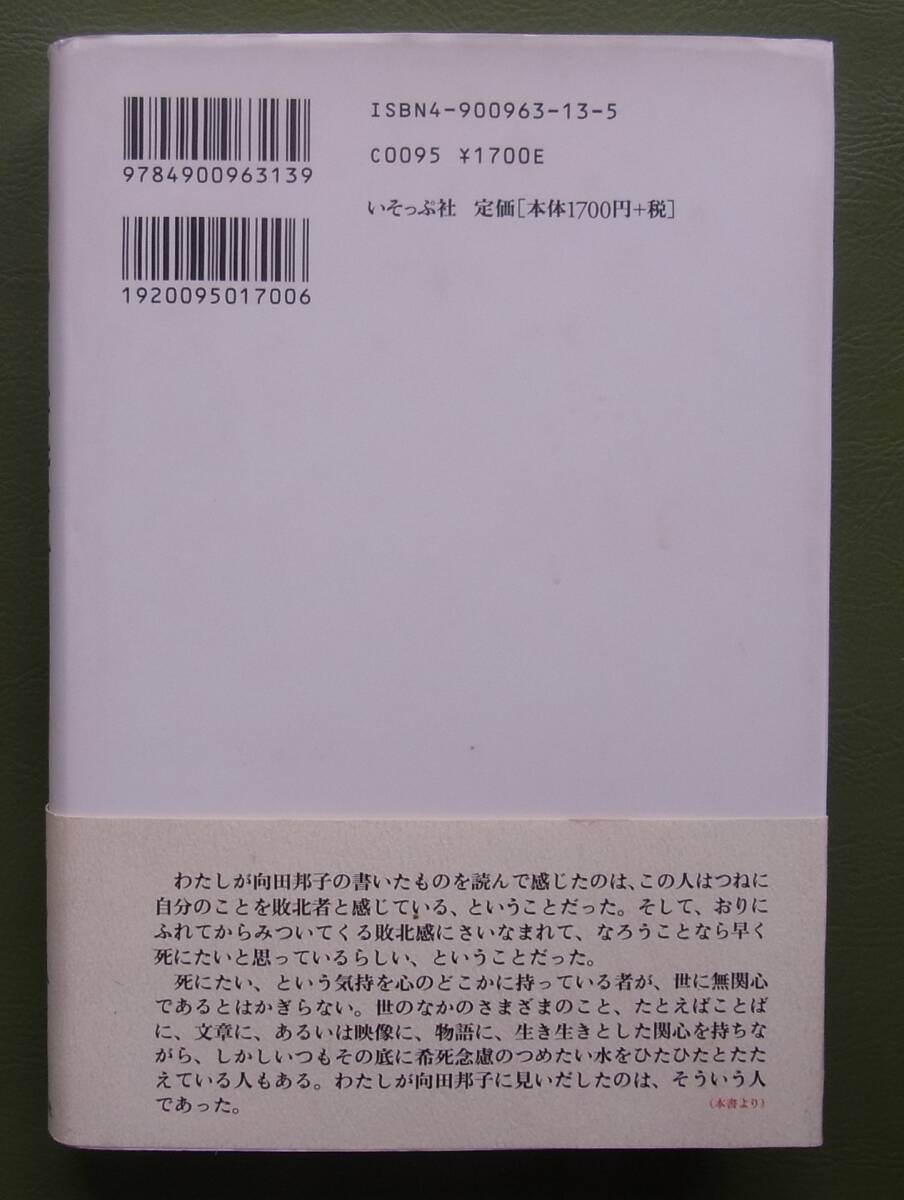 ISBN4-900963-13-5
9784900963139
C0095 ¥1700E
いそっぷ社 定価[本体1700円+税]
1920095017006
わたしが向田邦子の書いたものを読んで感じたのは、この人はつねに
自分のことを敗北者と感じている、ということだった。そして、おりに
ふれてからみついてくる敗北感にさいなまれて、なろうことなら早く
死にたいと思っているらしい、ということだった。
死にたい、という気持を心のどこかに持っている者が、世に無関心
であるとはかぎらない。世のなかのさまざまのこと、たとえばことば
に、文章に、あるいは映像に、物語に、生き生きとした関心を持ちな
がら、しかしいつもその底に希死念慮のつめたい水をひたひたとたた
えている人もある。わたしが向田邦子に見いだしたのは、そういう人
であった。
(本書より)